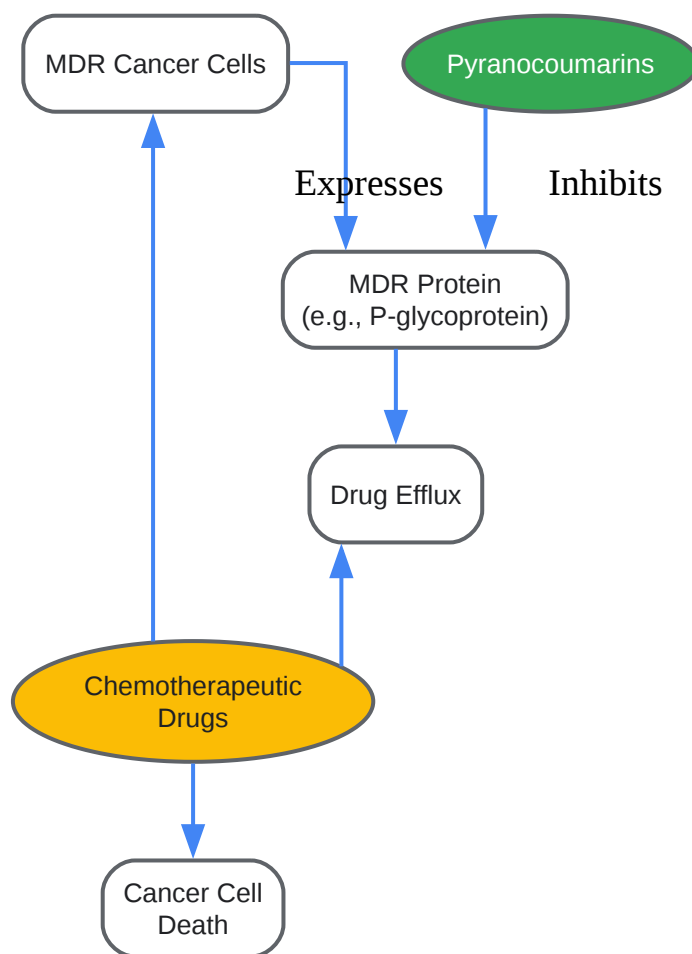 MDR Cancer Cells
Pyranocoumarins
Expresses
Inhibits
MDR Protein
(e.g., P-glycoprotein)
Drug Efflux
Chemotherapeutic
Drugs
Cancer Cell
Death